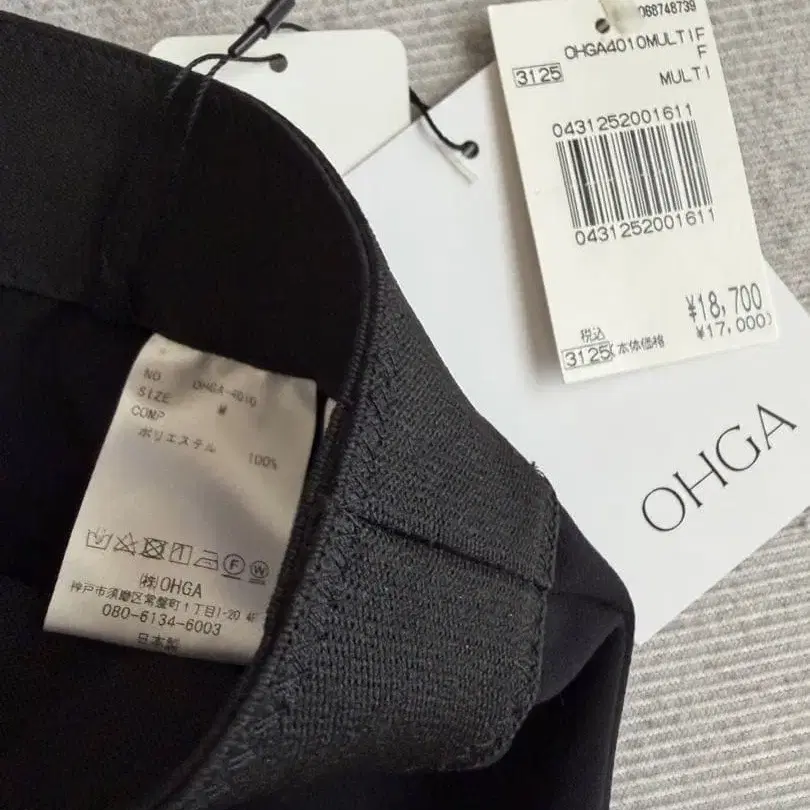 068748739
OHGA4010MULTIF
F
3125
MULTI
0431252001611
0431252001611
¥18,700
税込
¥17,000)
3125 (本体価格
OHGA
NO OHGA-4010
SIZE M
COMP
ポリエステル 100%
F W
㈱OHGA
神戸市須磨区常盤町1丁目1-20 4F
080-6134-6003
日本製